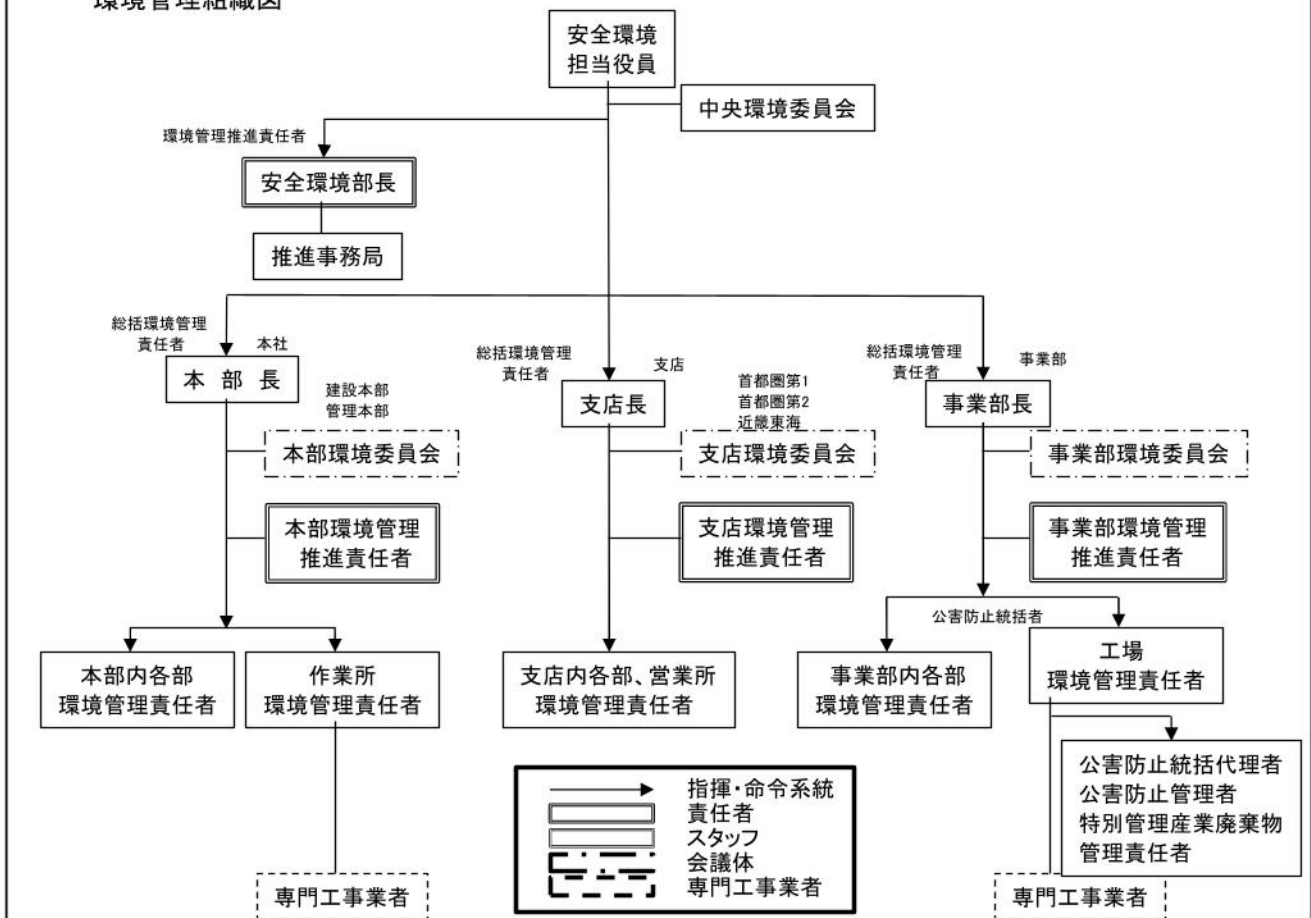 環境管理組織図
安全環境
担当役員
中央環境委員会
環境管理推進責任者
安全環境部長
推進事務局
総括環境管理
責任者
本社
本 部 長
建設本部
管理本部
本部環境委員会
本部環境管理
推進責任者
本部内各部
環境管理責任者
作業所
環境管理責任者
専門工事業者
総括環境管理
責任者
支店
支店長
首都圏第1
首都圏第2
近畿東海
支店環境委員会
支店環境管理
推進責任者
支店内各部、営業所
環境管理責任者
総括環境管理
責任者
事業部
事業部長
事業部環境委員会
事業部環境管理
推進責任者
公害防止統括者
事業部内各部
環境管理責任者
工場
環境管理責任者
公害防止統括代理者
公害防止管理者
特別管理産業廃棄物
管理責任者
専門工事業者
指揮・命令系統
責任者
スタッフ
会議体
専門工事業者